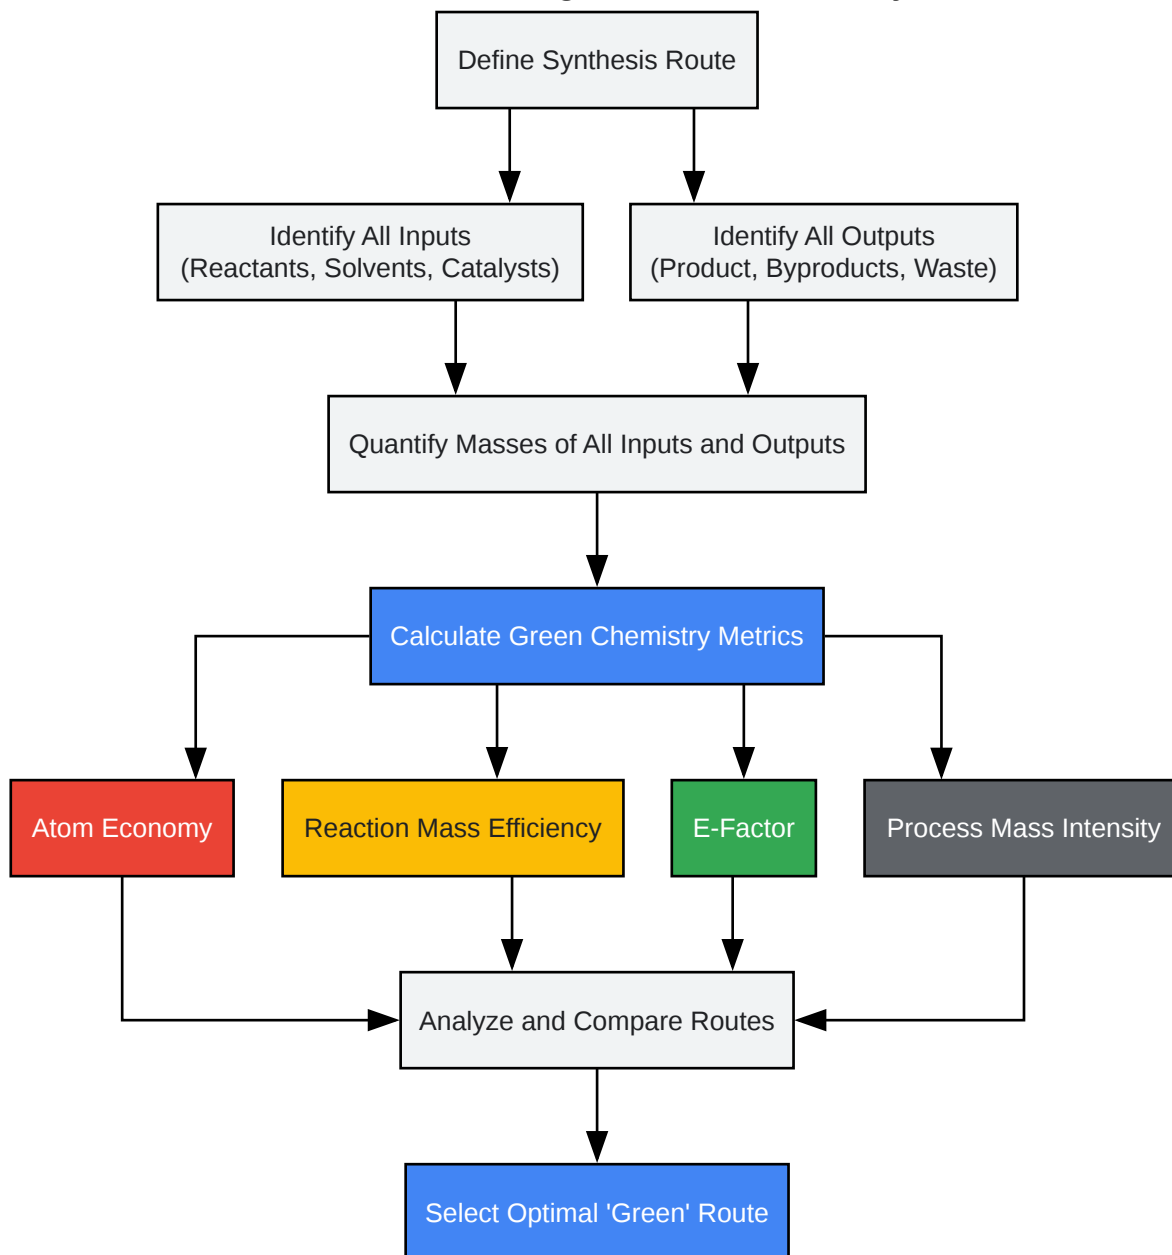 Define Synthesis Route
Identify All Inputs
(Reactants, Solvents, Catalysts)
Identify All Outputs
(Product, Byproducts, Waste)
Quantify Masses of All Inputs and Outputs
Calculate Green Chemistry Metrics
Atom Economy
Reaction Mass Efficiency
E-Factor
Process Mass Intensity
Analyze and Compare Routes
Select Optimal 'Green' Route